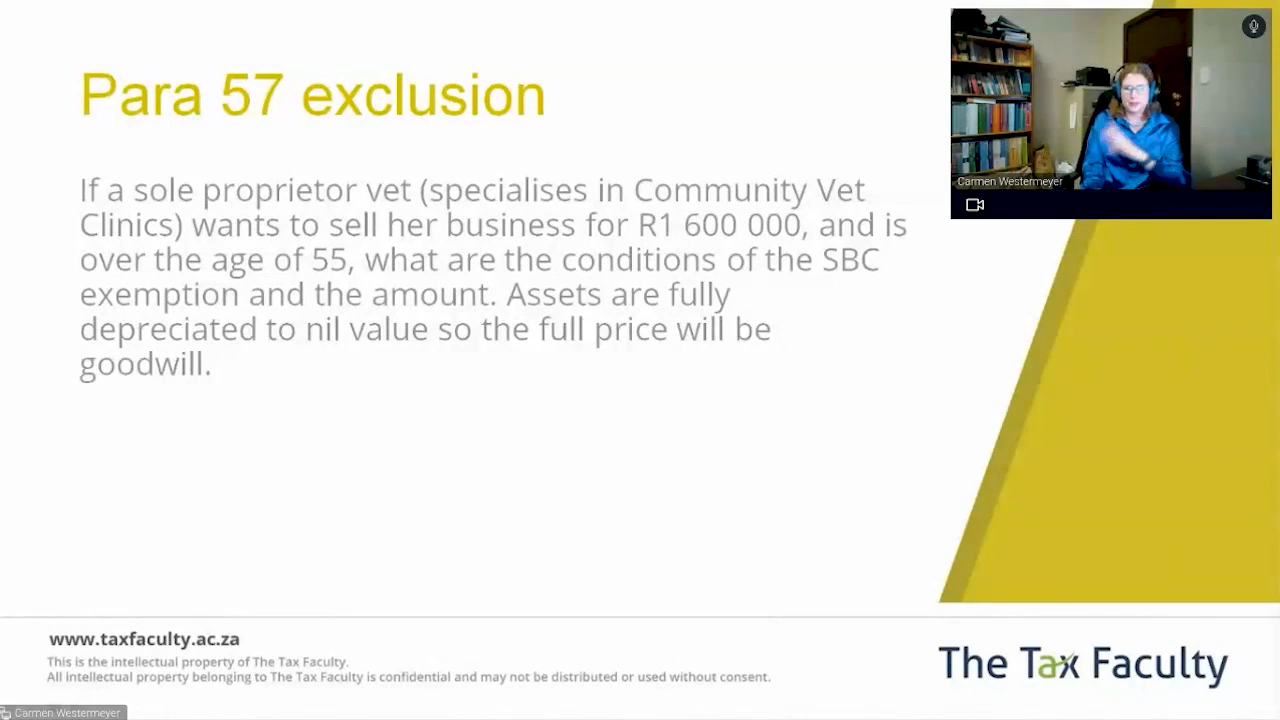 Para 57 exclusion
If a sole proprietor vet (specialises in Community Vet
Clinics) wants to sell her business for R1 600 000, and is
over the age of 55, what are the conditions of the SBC
exemption and the amount. Assets are fully
depreciated to nil value so the full price will be
goodwill.
Carmen Westermeyer
www.taxfaculty.ac.za
This is the intellectual property of The Tax Faculty.
All intellectual property belonging to The Tax Faculty is confidential and may not be distributed or used without consent.
The Tax Faculty
Carmen Westermeyer